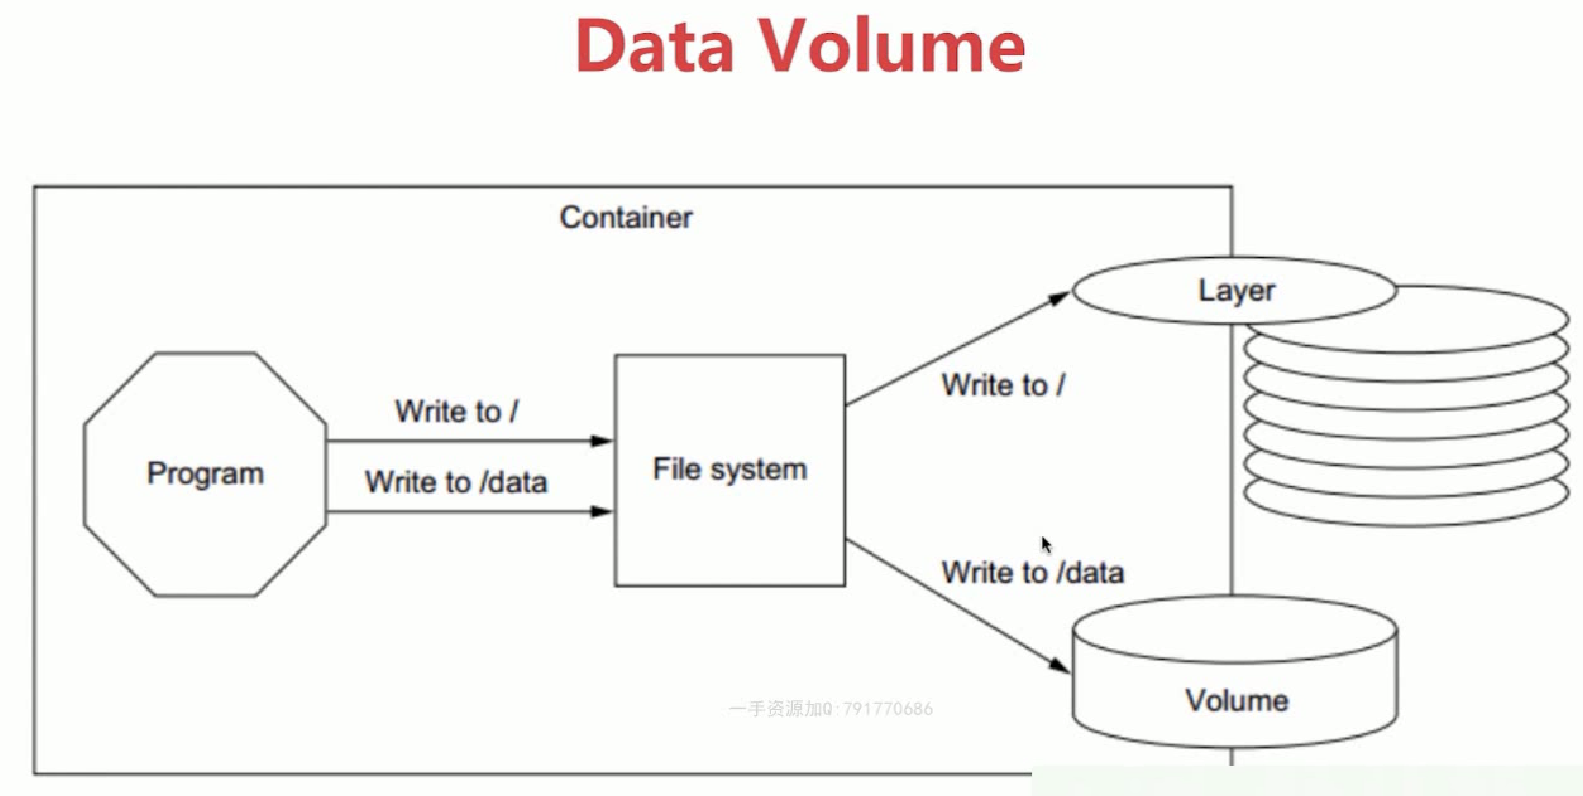 Data Volume
Container
Layer
Write to /
Write to /
Program
Write to /data
File system
Write to /data
Volume
一手资源加Q:791770686